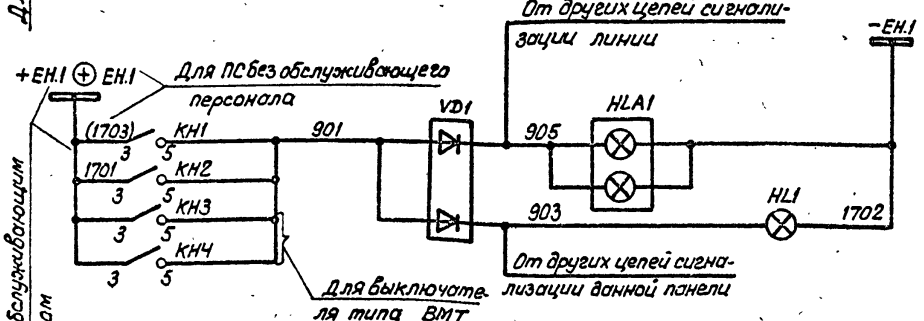 От других цепей сигнали-
зации линии
-ЕН.1
+ЕН.1 ⊕ ЕН.1
Для ПС без обслуживающего
персонала
VD1
HLA1
(1703)
КН1
901
905
3
5
1701
КН2
3
5
КН3
903
HL1
1702
3
5
КН4
3
5
От других цепей сигна-
лизации данной панели
Для выключате-
ля типа ВМТ
бслуживающим
ом